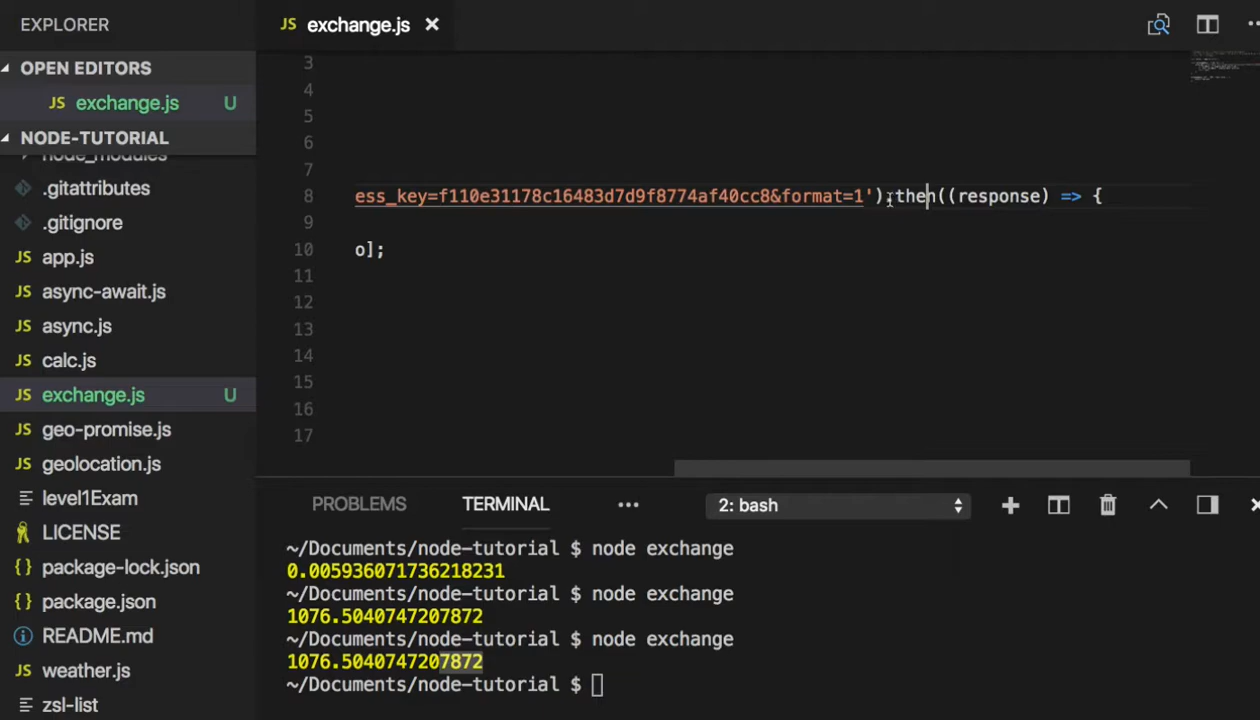 EXPLORER
JS exchange.js ×
OPEN EDITORS
JS exchange.js U
NODE-TUTORIAL
node_modules
.gitattributes
.gitignore
JS app.js
JS async-await.js
JS async.js
JS calc.js
JS exchange.js U
JS geo-promise.js
JS geolocation.js
level1Exam
LICENSE
{} package-lock.json
{} package.json
README.md
JS weather.js
zsl-list
3
4
5
6
7
8 ess_key=f110e31178c16483d7d9f8774af40cc8&format=1').then((response) => {
9
10 o];
11
12
13
14
15
16
17
PROBLEMS TERMINAL ••• 2: bash
~/Documents/node-tutorial $ node exchange
0.005936071736218231
~/Documents/node-tutorial $ node exchange
1076.5040747207872
~/Documents/node-tutorial $ node exchange
1076.5040747207872
~/Documents/node-tutorial $